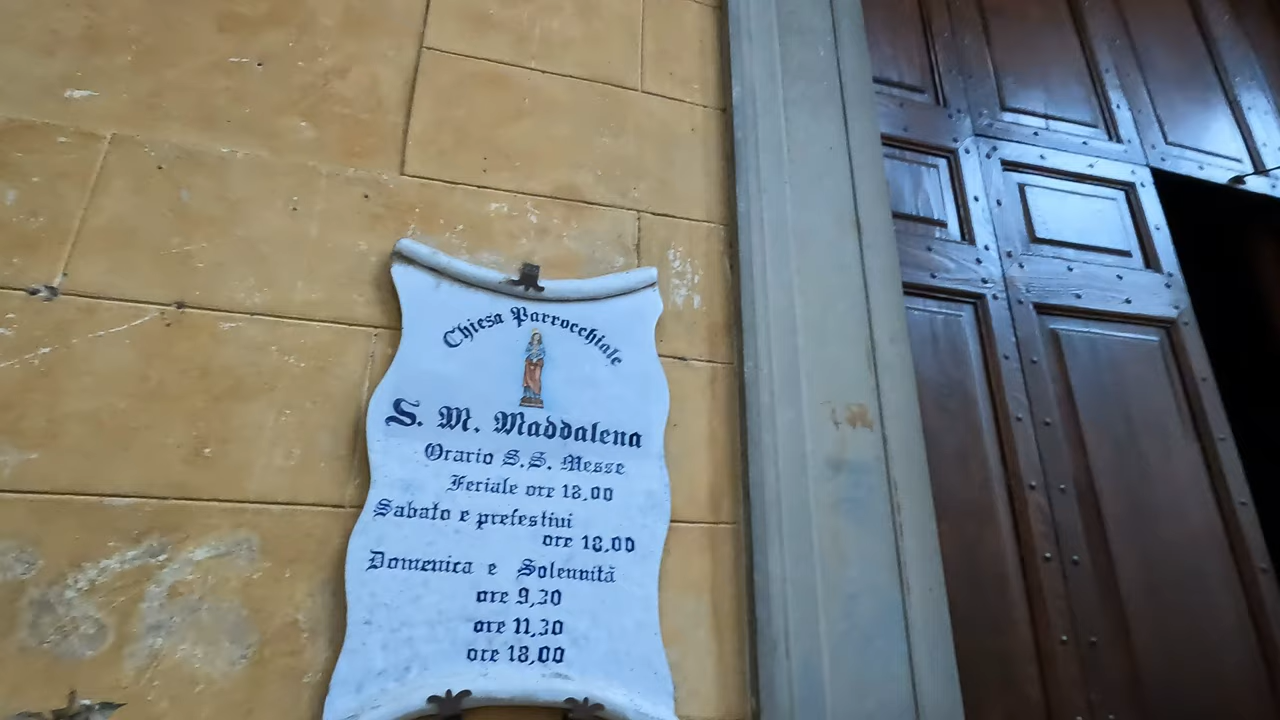 Chiesa Parrocchiale
S. M. Maddalena
Orario S.S. Messe
Feriale ore 18,00
Sabato e prefestivi
ore 18,00
Domenica e Solennità
ore 9,30
ore 11,30
ore 18,00